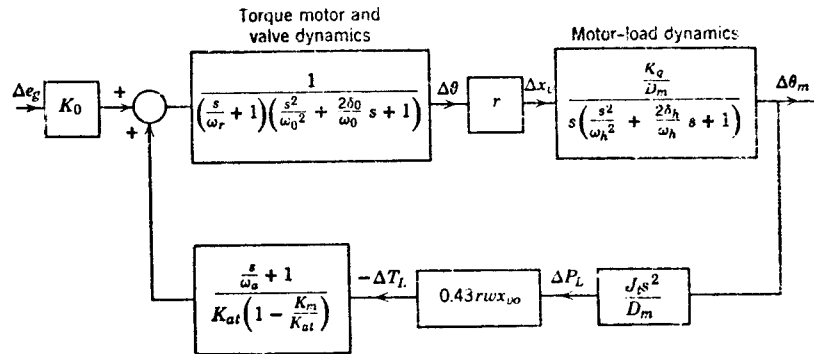 Torque motor and
valve dynamics
Motor-load dynamics
Δe_g
K_0
+
+
1
(s/ω_r + 1)(s²/ω_0² + 2δ_0/ω_0 s + 1)
Δϑ
r
Δx_v
K_q/D_m
s(s²/ω_h² + 2δ_h/ω_h s + 1)
Δθ_m
s/ω_a + 1
K_at(1 − K_m/K_at)
−ΔT_L
0.43rwx_vo
ΔP_L
J_t s²
D_m